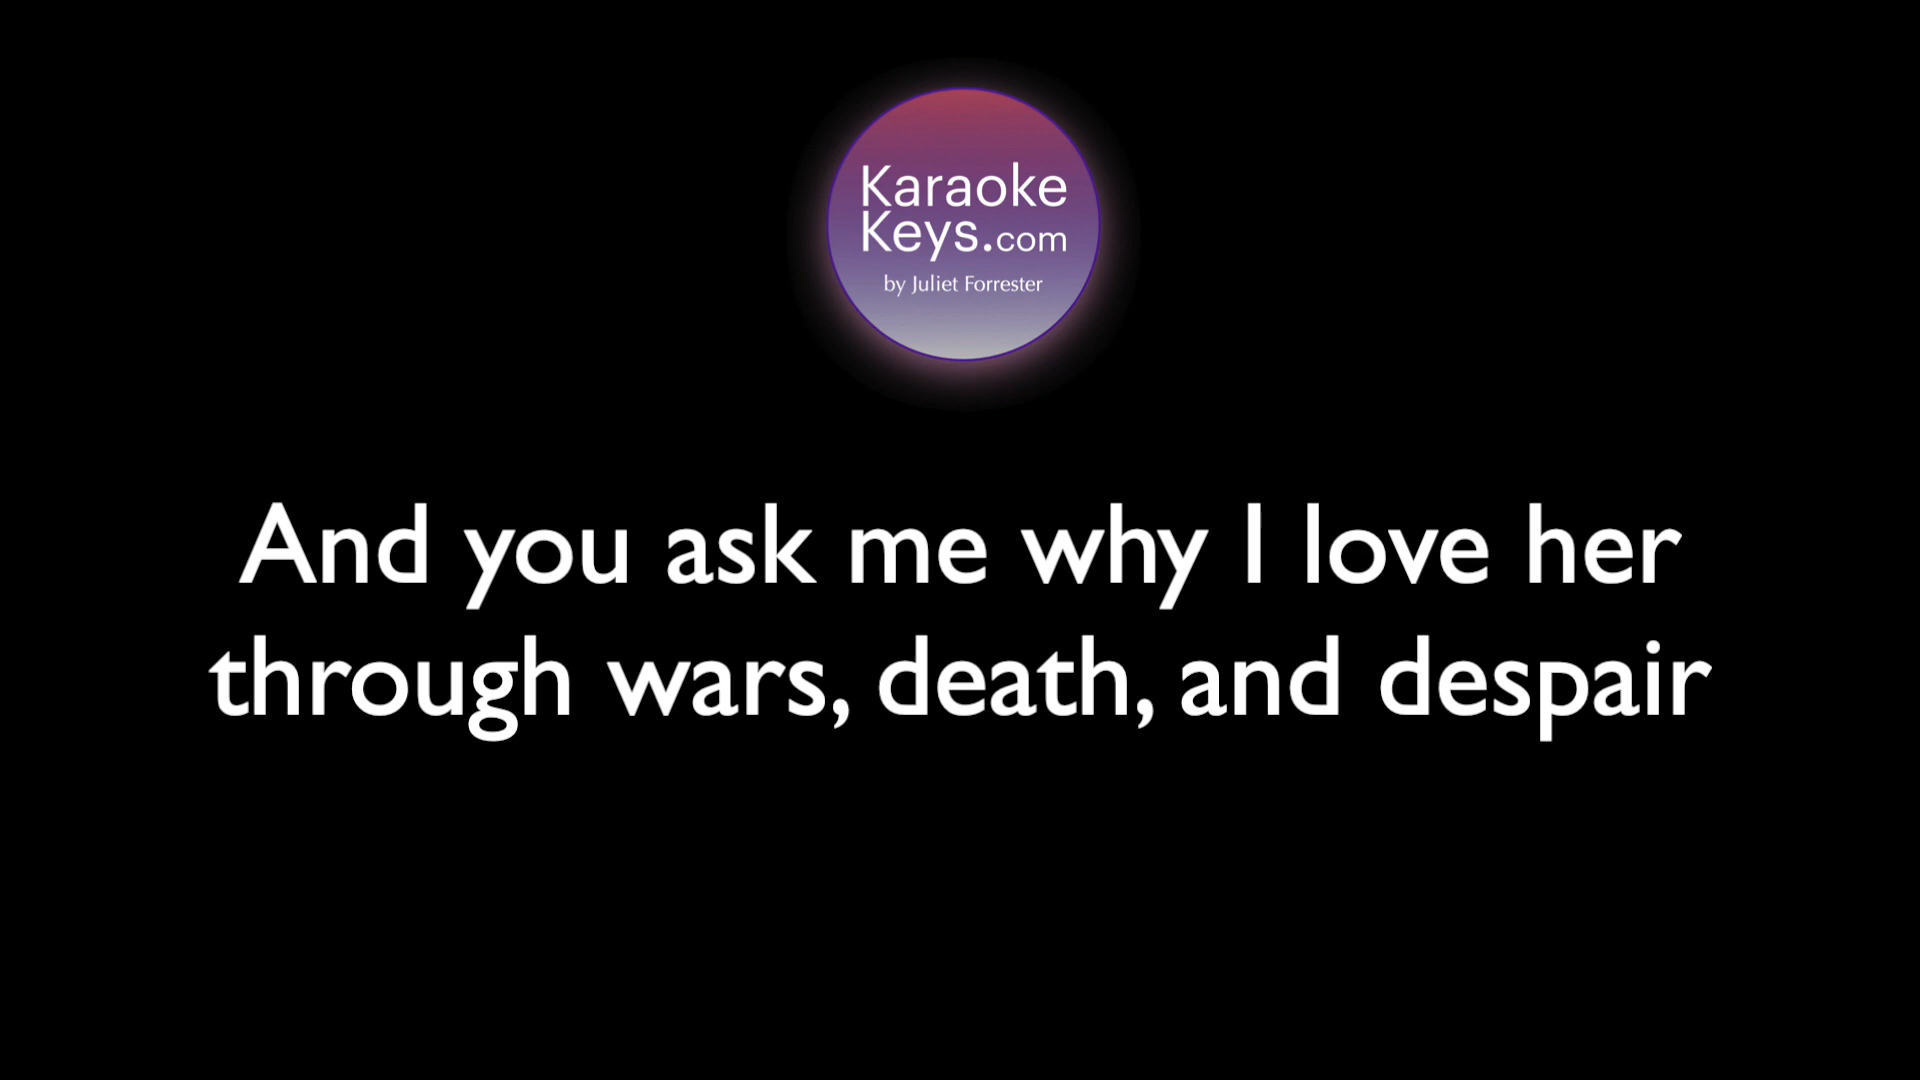 Karaoke
Keys.com
by Juliet Forrester
And you ask me why I love her
through wars, death, and despair